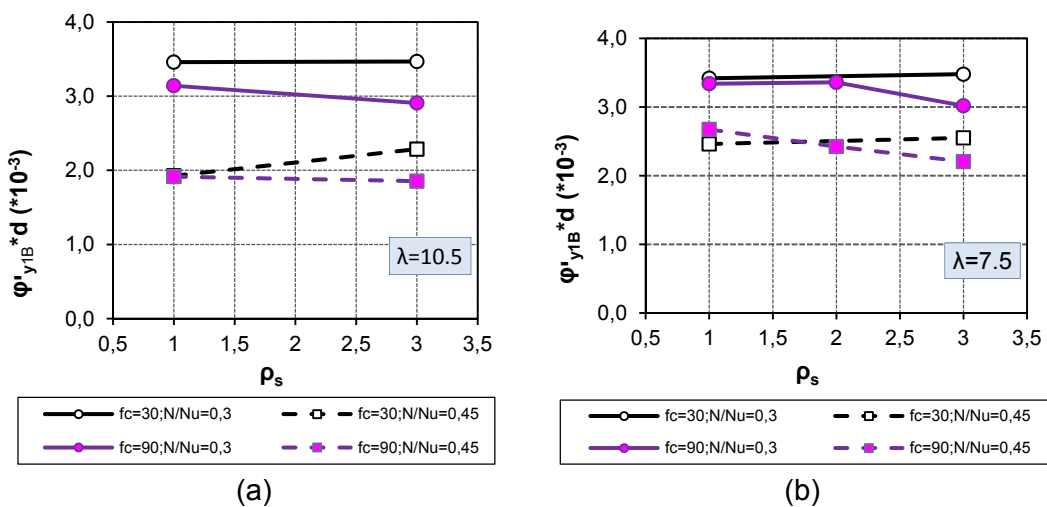 φ'y1B*d (*10-3)
4,0
3,0
2,0
1,0
0,0
0,5 1 1,5 2 2,5 3 3,5
ρs
λ=10.5
fc=30;N/Nu=0,3 fc=30;N/Nu=0,45
fc=90;N/Nu=0,3 fc=90;N/Nu=0,45
(a)
φ'y1B*d (*10-3)
4,0
3,0
2,0
1,0
0,0
0,5 1 1,5 2 2,5 3 3,5
ρs
λ=7.5
fc=30;N/Nu=0,3 fc=30;N/Nu=0,45
fc=90;N/Nu=0,3 fc=90;N/Nu=0,45
(b)